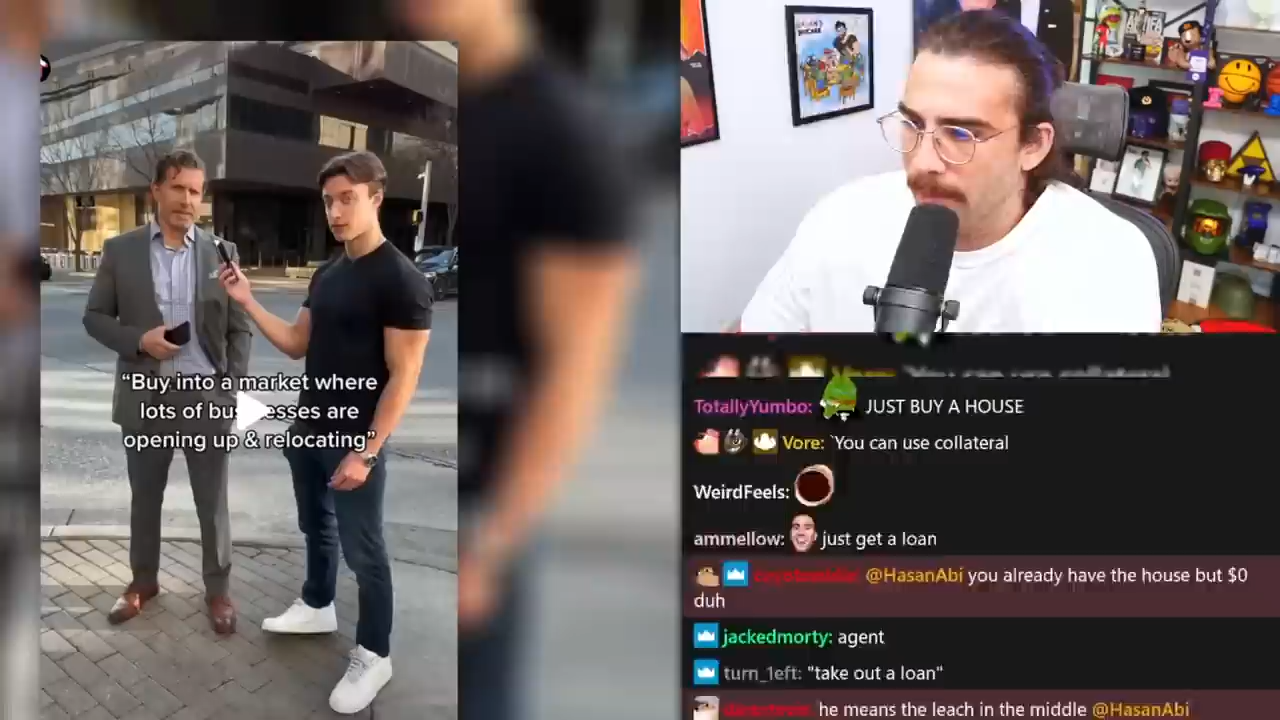 “Buy into a market where
lots of businesses are
opening up & relocating”
TotallyYumbo: JUST BUY A HOUSE
Vore: `You can use collateral
WeirdFeels:
ammellow: just get a loan
@HasanAbi you already have the house but $0
duh
jackedmorty: agent
turn_1eft: "take out a loan"
he means the leach in the middle @HasanAbi